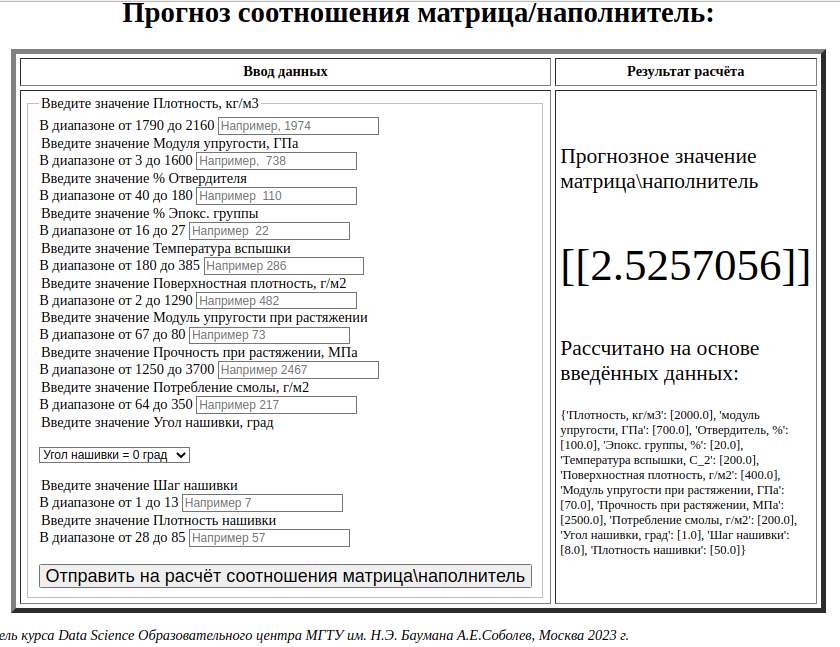 Прогноз соотношения матрица/наполнитель:
Ввод данных
Введите значение Плотность, кг/м3
В диапазоне от 1790 до 2160 Например, 1974
Введите значение Модуля упругости, ГПа
В диапазоне от 3 до 1600 Например, 738
Введите значение % Отвердителя
В диапазоне от 40 до 180 Например 110
Введите значение % Эпокс. группы
В диапазоне от 16 до 27 Например 22
Введите значение Температура вспышки
В диапазоне от 180 до 385 Например 286
Введите значение Поверхностная плотность, г/м2
В диапазоне от 2 до 1290 Например 482
Введите значение Модуль упругости при растяжении
В диапазоне от 67 до 80 Например 73
Введите значение Прочность при растяжении, МПа
В диапазоне от 1250 до 3700 Например 2467
Введите значение Потребление смолы, г/м2
В диапазоне от 64 до 350 Например 217
Введите значение Угол нашивки, град
Угол нашивки = 0 град
Введите значение Шаг нашивки
В диапазоне от 1 до 13 Например 7
Введите значение Плотность нашивки
В диапазоне от 28 до 85 Например 57
Отправить на расчёт соотношения матрица\наполнитель
Результат расчёта
Прогнозное значение
матрица\наполнитель
[[2.5257056]]
Рассчитано на основе
введённых данных:
{'Плотность, кг/м3': [2000.0], 'модуль
упругости, ГПа': [700.0], 'Отвердитель, %':
[100.0], 'Эпокс. группы, %': [20.0],
'Температура вспышки, С_2': [200.0],
'Поверхностная плотность, г/м2': [400.0],
'Модуль упругости при растяжении, ГПа':
[70.0], 'Прочность при растяжении, МПа':
[2500.0], 'Потребление смолы, г/м2': [200.0],
'Угол нашивки, град': [1.0], 'Шаг нашивки':
[8.0], 'Плотность нашивки': [50.0]}
ель курса Data Science Образовательного центра МГТУ им. Н.Э. Баумана А.Е.Соболев, Москва 2023 г.